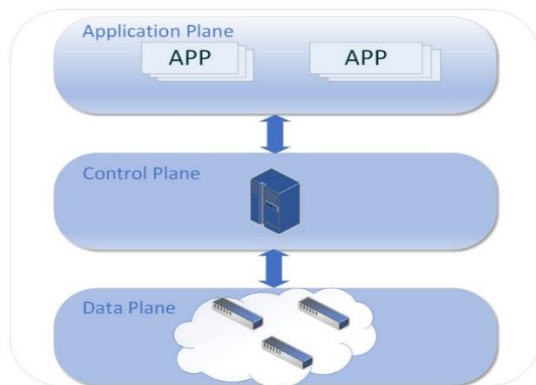 Application Plane
APP
APP
Control Plane
Data Plane